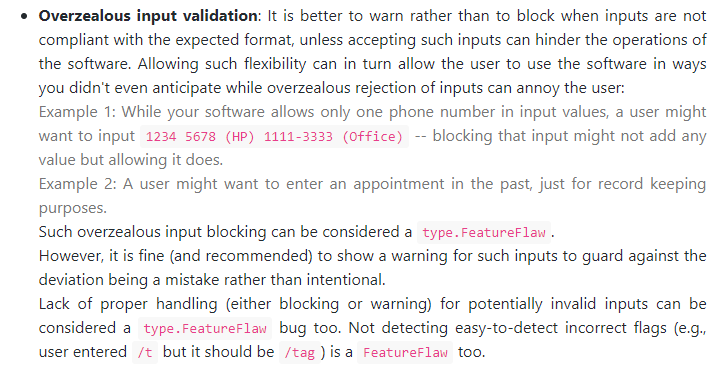 • Overzealous input validation: It is better to warn rather than to block when inputs are not
compliant with the expected format, unless accepting such inputs can hinder the operations of
the software. Allowing such flexibility can in turn allow the user to use the software in ways
you didn't even anticipate while overzealous rejection of inputs can annoy the user:
Example 1: While your software allows only one phone number in input values, a user might
want to input 1234 5678 (HP) 1111-3333 (Office) -- blocking that input might not add any
value but allowing it does.
Example 2: A user might want to enter an appointment in the past, just for record keeping
purposes.
Such overzealous input blocking can be considered a type.FeatureFlaw.
However, it is fine (and recommended) to show a warning for such inputs to guard against the
deviation being a mistake rather than intentional.
Lack of proper handling (either blocking or warning) for potentially invalid inputs can be
considered a type.FeatureFlaw bug too. Not detecting easy-to-detect incorrect flags (e.g.,
user entered /t but it should be /tag) is a FeatureFlaw too.